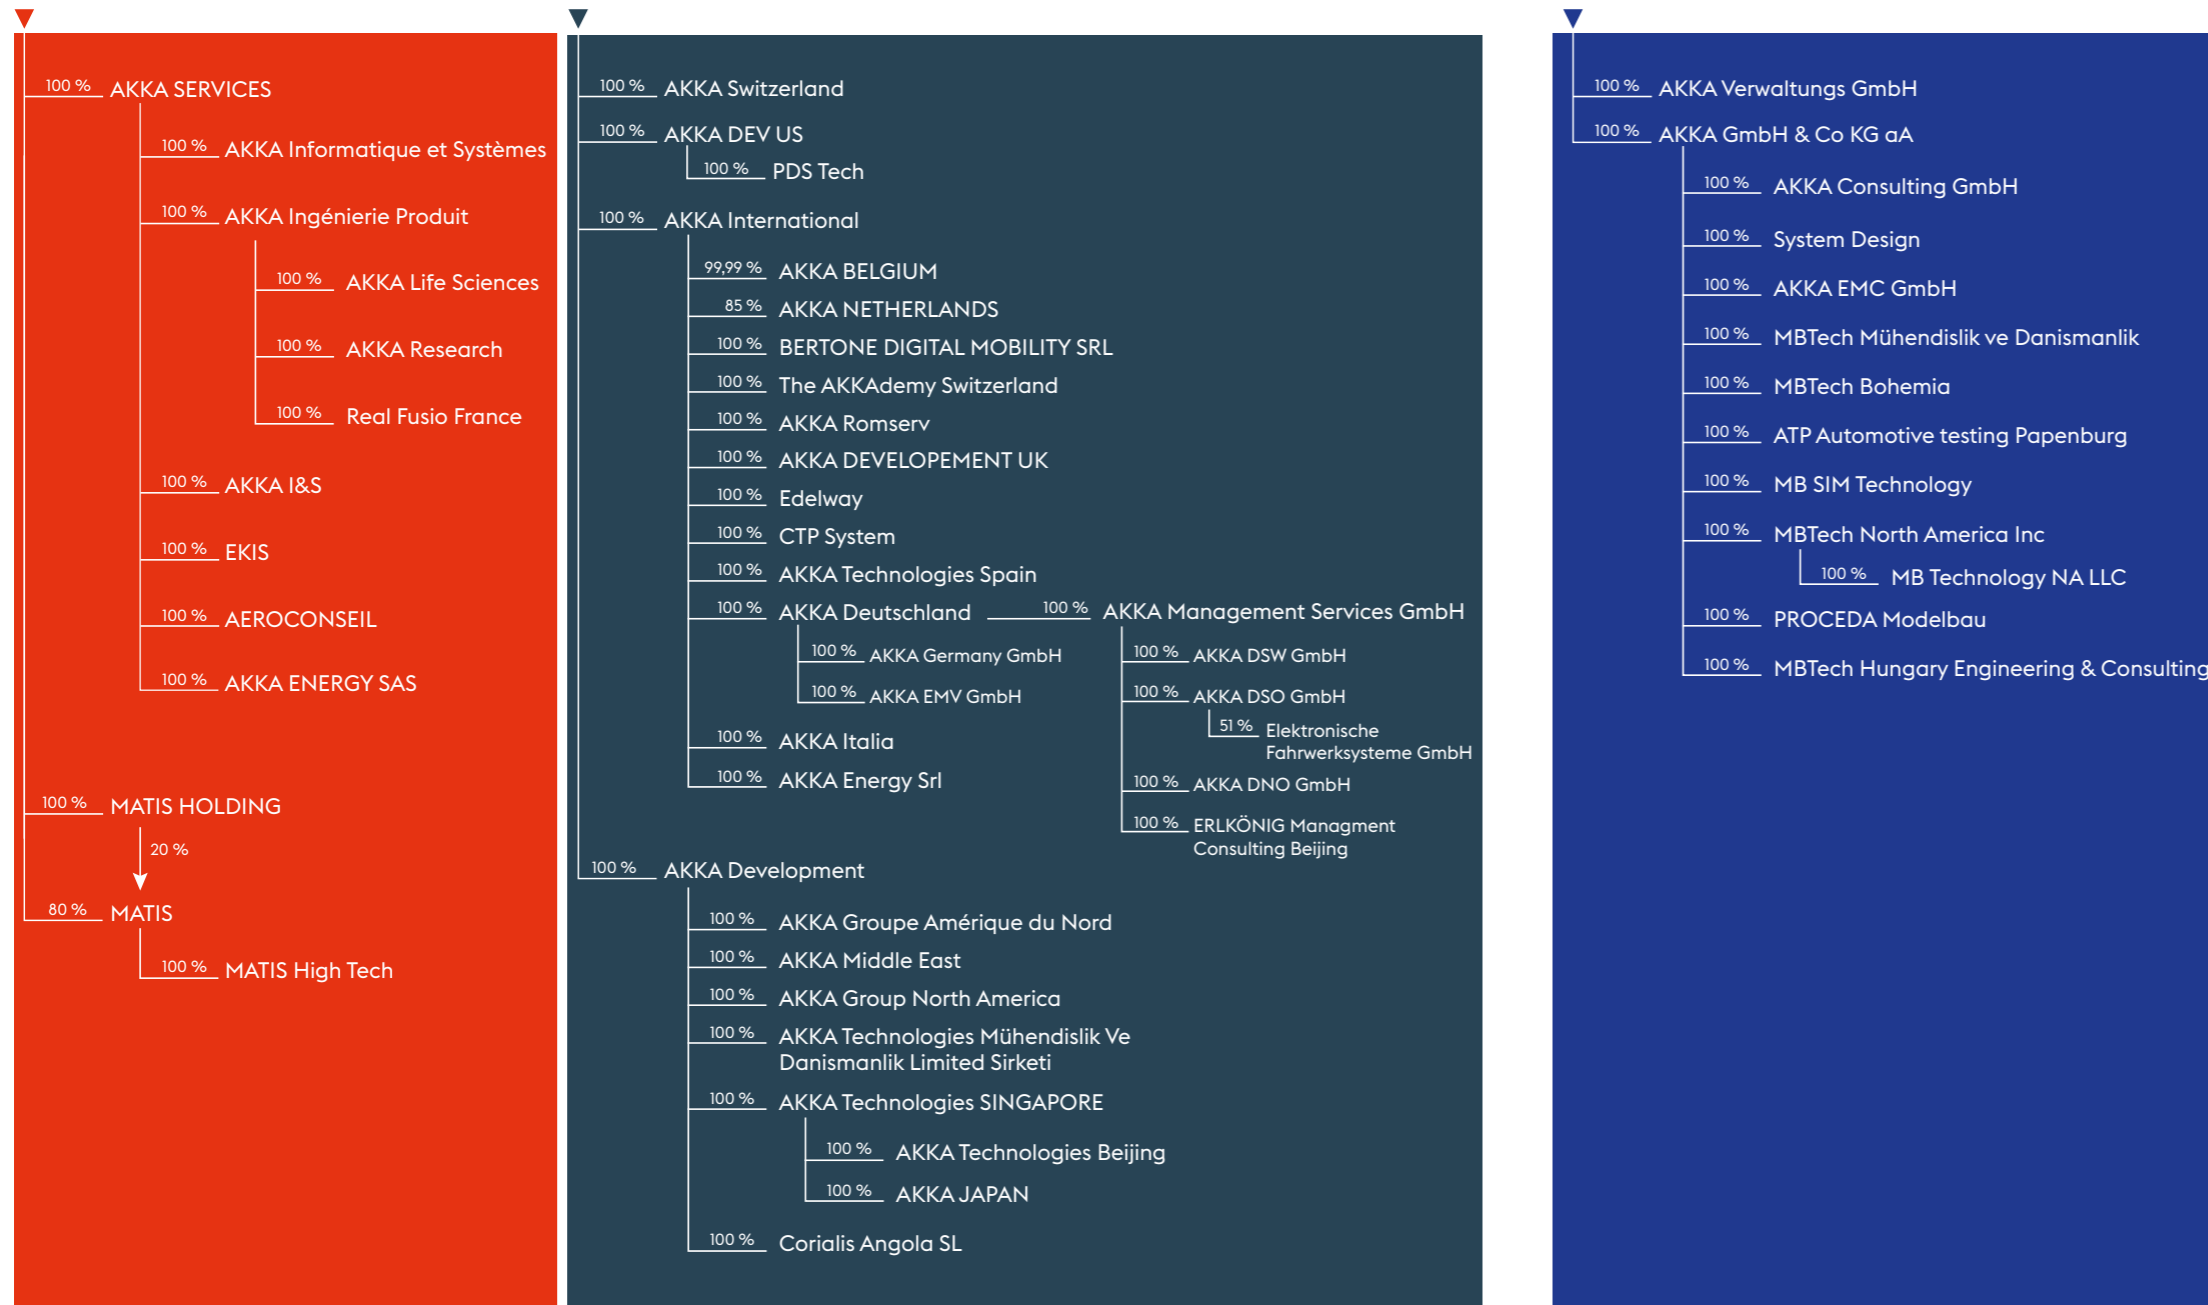 100 % AKKA SERVICES
100 % AKKA Informatique et Systèmes
100 % AKKA Ingénierie Produit
100 % AKKA Life Sciences
100 % AKKA Research
100 % Real Fusio France
100 % AKKA I&S
100 % EKIS
100 % AEROCONSEIL
100 % AKKA ENERGY SAS
100 % MATIS HOLDING
20 %
80 % MATIS
100 % MATIS High Tech
100 % AKKA Switzerland
100 % AKKA DEV US
100 % PDS Tech
100 % AKKA International
99,99 % AKKA BELGIUM
85 % AKKA NETHERLANDS
100 % BERTONE DIGITAL MOBILITY SRL
100 % The AKKAdemy Switzerland
100 % AKKA Romserv
100 % AKKA DEVELOPEMENT UK
100 % Edelway
100 % CTP System
100 % AKKA Technologies Spain
100 % AKKA Deutschland 100 % AKKA Management Services GmbH
100 % AKKA Germany GmbH
100 % AKKA EMV GmbH
100 % AKKA DSW GmbH
100 % AKKA DSO GmbH
51 % Elektronische
Fahrwerksysteme GmbH
100 % AKKA DNO GmbH
100 % ERLKÖNIG Managment
Consulting Beijing
100 % AKKA Italia
100 % AKKA Energy Srl
100 % AKKA Development
100 % AKKA Groupe Amérique du Nord
100 % AKKA Middle East
100 % AKKA Group North America
100 % AKKA Technologies Mühendislik Ve
Danismanlik Limited Sirketi
100 % AKKA Technologies SINGAPORE
100 % AKKA Technologies Beijing
100 % AKKA JAPAN
100 % Corialis Angola SL
100 % AKKA Verwaltungs GmbH
100 % AKKA GmbH & Co KG aA
100 % AKKA Consulting GmbH
100 % System Design
100 % AKKA EMC GmbH
100 % MBTech Mühendislik ve Danismanlik
100 % MBTech Bohemia
100 % ATP Automotive testing Papenburg
100 % MB SIM Technology
100 % MBTech North America Inc
100 % MB Technology NA LLC
100 % PROCEDA Modelbau
100 % MBTech Hungary Engineering & Consulting